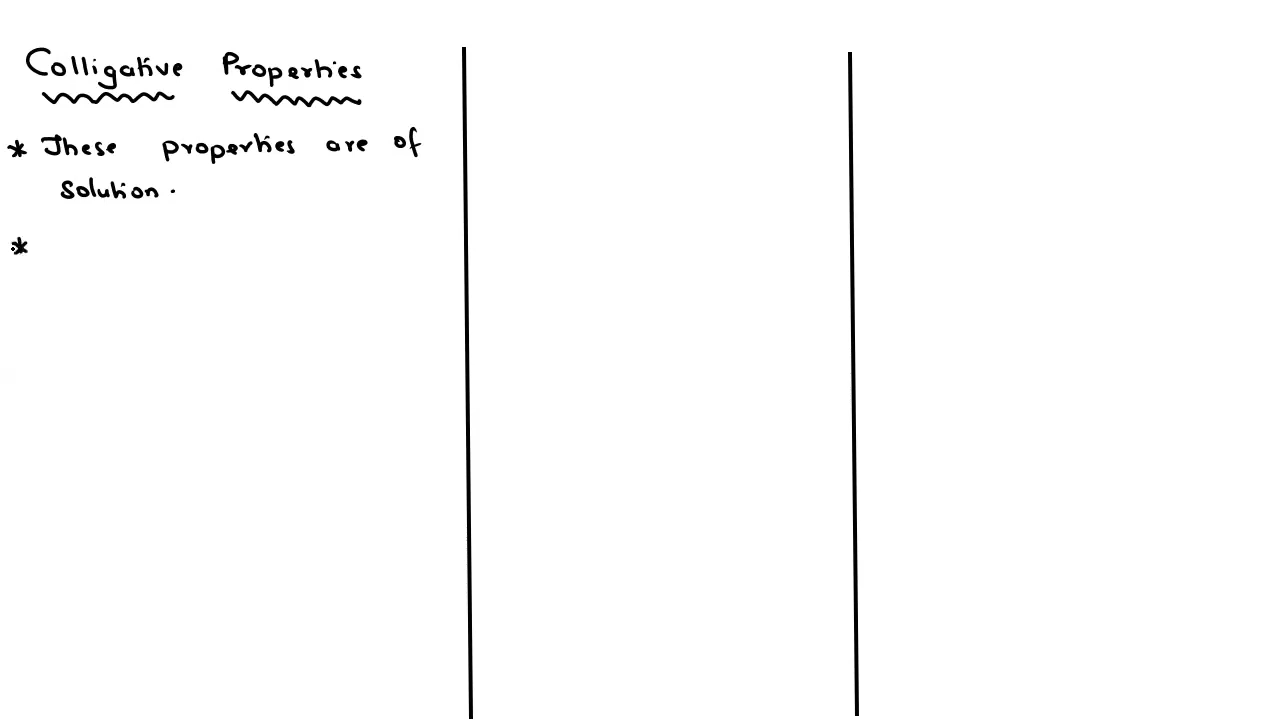 Colligative Properties
* These properties are of
solution.
*